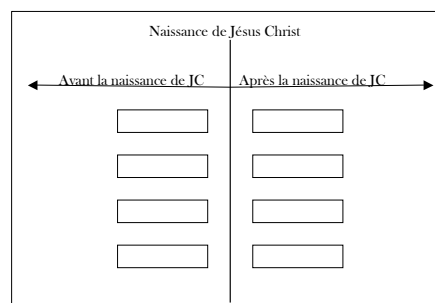 Naissance de Jésus Christ
Avant la naissance de JC
Après la naissance de JC